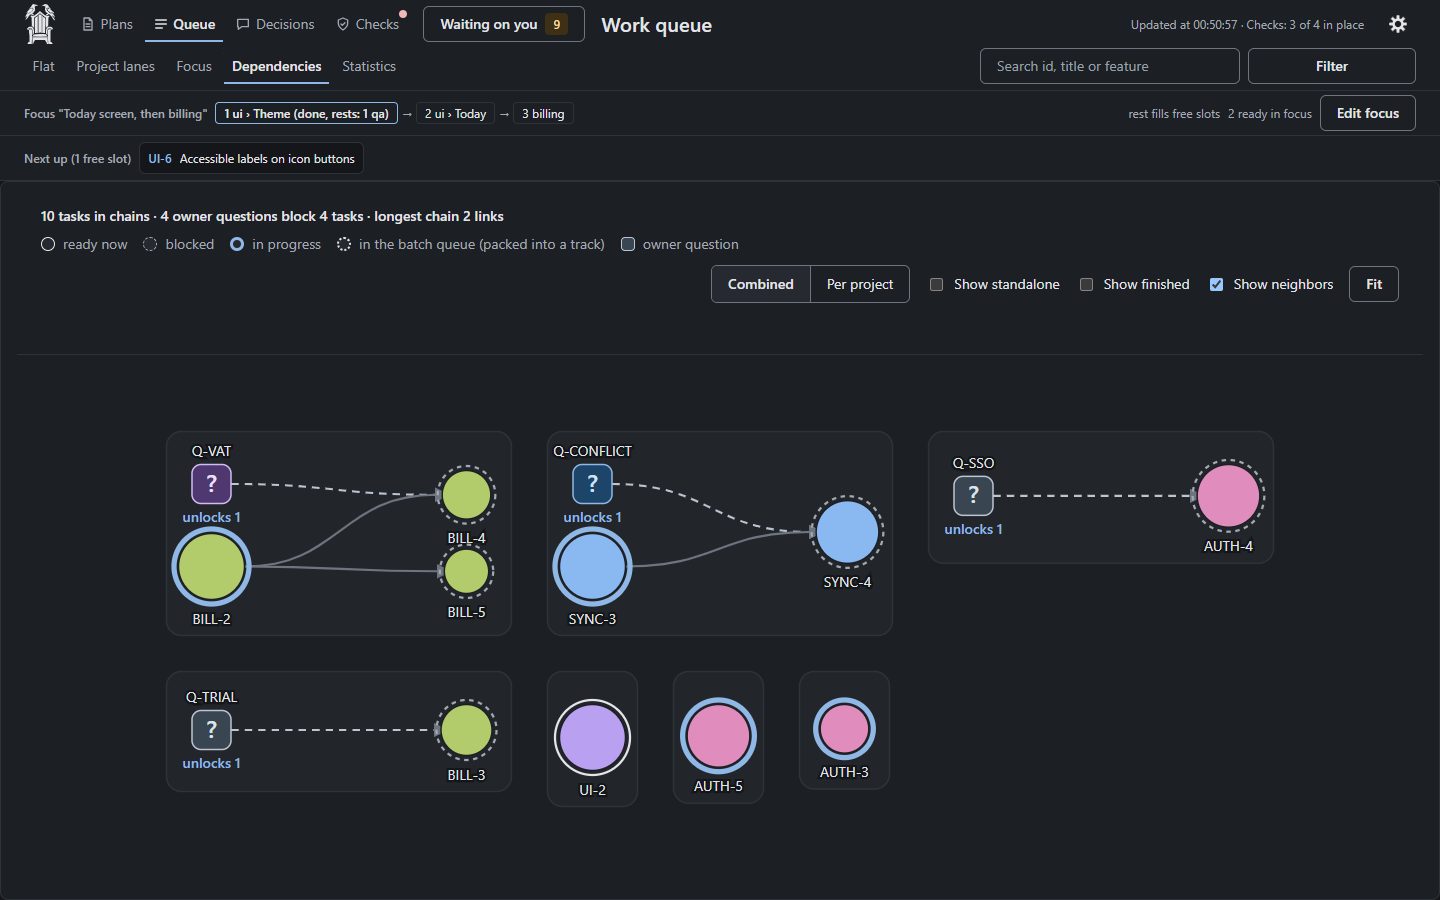 Plans Queue Decisions Checks Waiting on you 9 Work queue Updated at 00:50:57 · Checks: 3 of 4 in place
Flat Project lanes Focus Dependencies Statistics Search id, title or feature Filter
Focus "Today screen, then billing" 1 ui › Theme (done, rests: 1 qa) → 2 ui › Today → 3 billing rest fills free slots 2 ready in focus Edit focus
Next up (1 free slot) UI-6 Accessible labels on icon buttons
10 tasks in chains · 4 owner questions block 4 tasks · longest chain 2 links
ready now blocked in progress in the batch queue (packed into a track) owner question
Combined Per project Show standalone Show finished Show neighbors Fit
Q-VAT
?
unlocks 1
BILL-4
BILL-2
BILL-5
Q-CONFLICT
?
unlocks 1
SYNC-4
SYNC-3
Q-SSO
?
unlocks 1
AUTH-4
Q-TRIAL
?
unlocks 1
BILL-3
UI-2
AUTH-5
AUTH-3